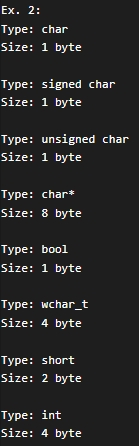 Ex. 2:
Type: char
Size: 1 byte
Type: signed char
Size: 1 byte
Type: unsigned char
Size: 1 byte
Type: char*
Size: 8 byte
Type: bool
Size: 1 byte
Type: wchar_t
Size: 4 byte
Type: short
Size: 2 byte
Type: int
Size: 4 byte